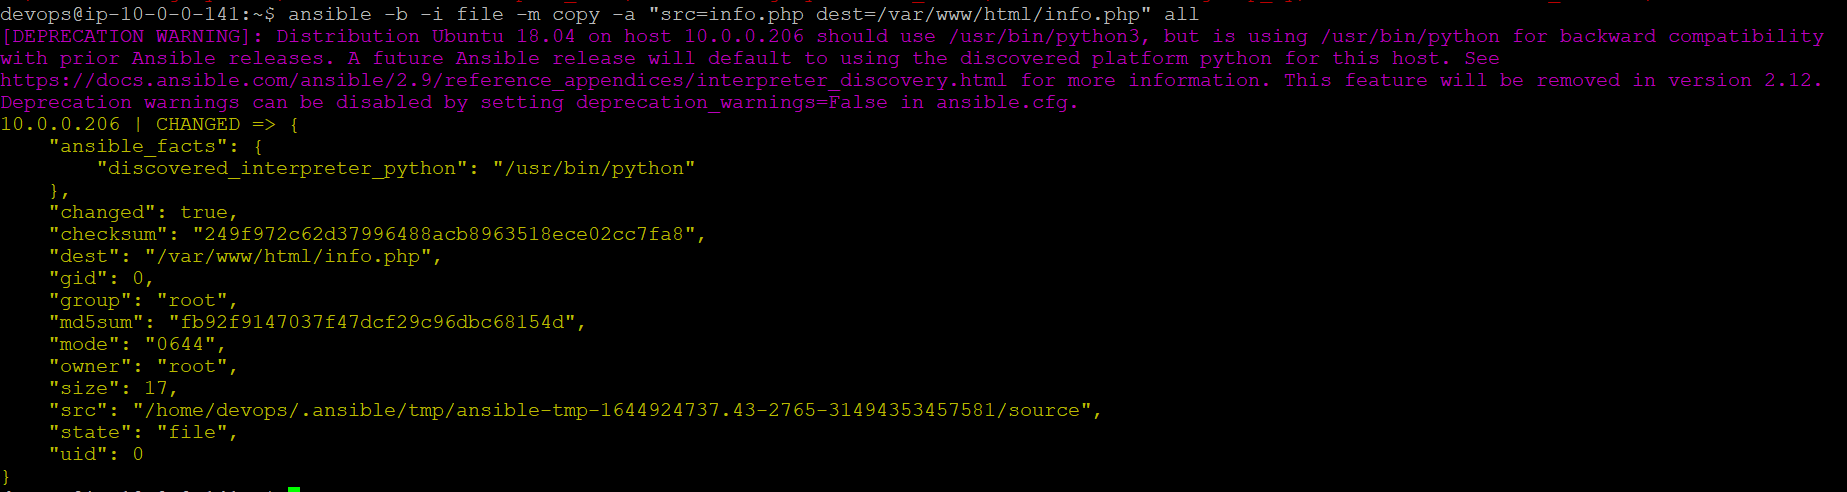 devops@ip-10-0-0-141:~$ ansible -b -i file -m copy -a "src=info.php dest=/var/www/html/info.php" all
[DEPRECATION WARNING]: Distribution Ubuntu 18.04 on host 10.0.0.206 should use /usr/bin/python3, but is using /usr/bin/python for backward compatibility
with prior Ansible releases. A future Ansible release will default to using the discovered platform python for this host. See
https://docs.ansible.com/ansible/2.9/reference_appendices/interpreter_discovery.html for more information. This feature will be removed in version 2.12.
Deprecation warnings can be disabled by setting deprecation_warnings=False in ansible.cfg.
10.0.0.206 | CHANGED => {
    "ansible_facts": {
        "discovered_interpreter_python": "/usr/bin/python"
    },
    "changed": true,
    "checksum": "249f972c62d37996488acb8963518ece02cc7fa8",
    "dest": "/var/www/html/info.php",
    "gid": 0,
    "group": "root",
    "md5sum": "fb92f9147037f47dcf29c96dbc68154d",
    "mode": "0644",
    "owner": "root",
    "size": 17,
    "src": "/home/devops/.ansible/tmp/ansible-tmp-1644924737.43-2765-31494353457581/source",
    "state": "file",
    "uid": 0
}